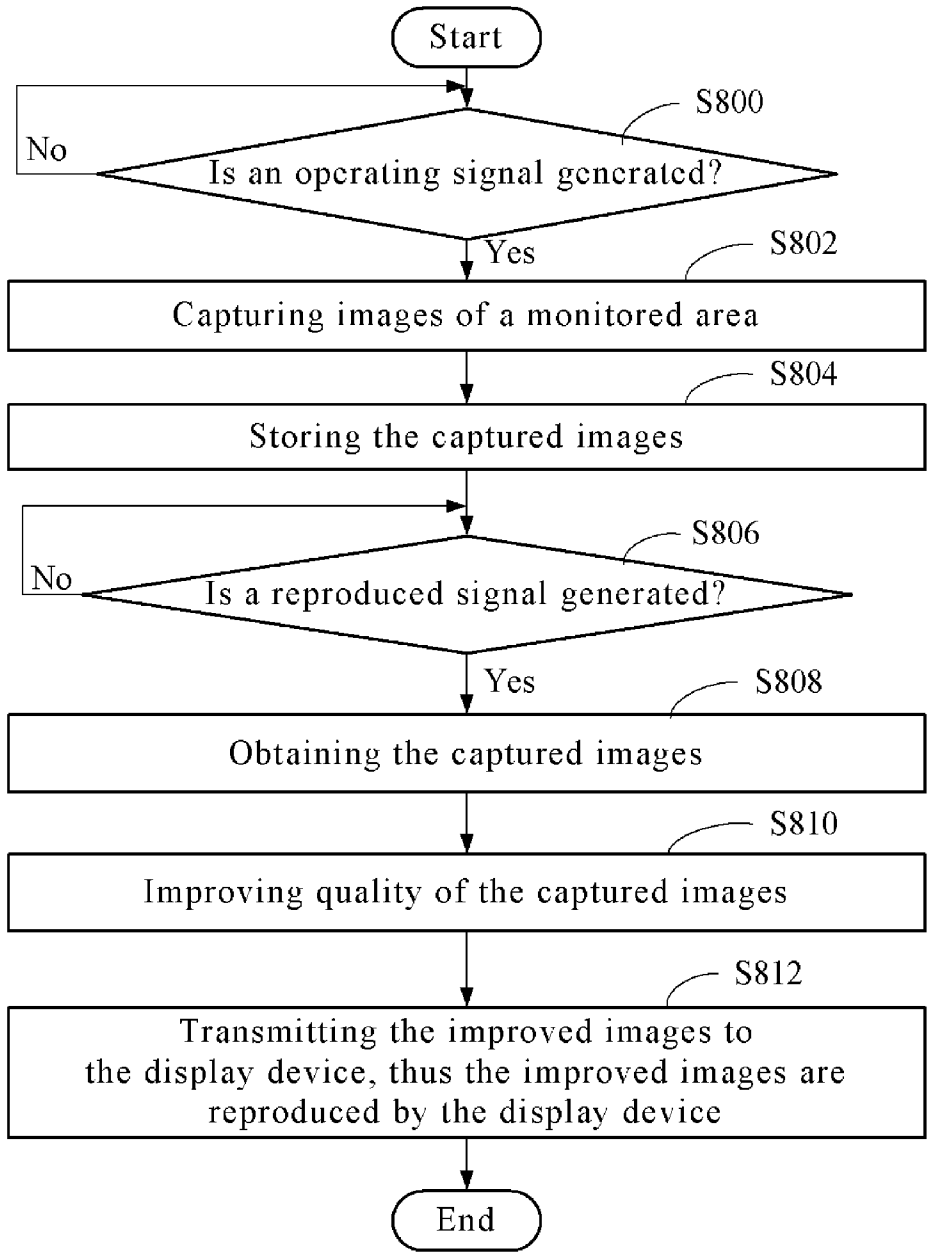 Start
S800
No
Is an operating signal generated?
Yes
S802
Capturing images of a monitored area
S804
Storing the captured images
S806
No
Is a reproduced signal generated?
Yes
S808
Obtaining the captured images
S810
Improving quality of the captured images
S812
Transmitting the improved images to
the display device, thus the improved images are
reproduced by the display device
End